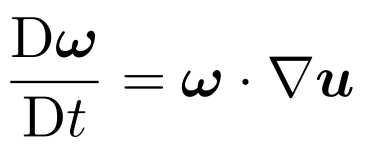 D𝝎/D𝑡 = 𝝎 · ∇𝒖